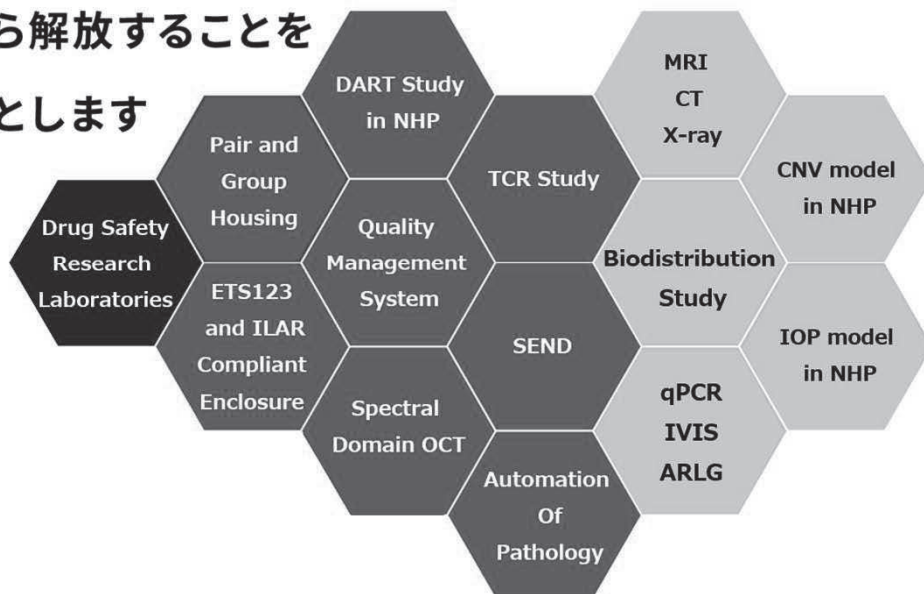 ら解放することを
とします
Drug Safety
Research
Laboratories
Pair and
Group
Housing
ETS123
and ILAR
Compliant
Enclosure
DART Study
in NHP
Quality
Management
System
Spectral
Domain OCT
TCR Study
SEND
Automation
Of
Pathology
MRI
CT
X-ray
Biodistribution
Study
qPCR
IVIS
ARLG
CNV model
in NHP
IOP model
in NHP